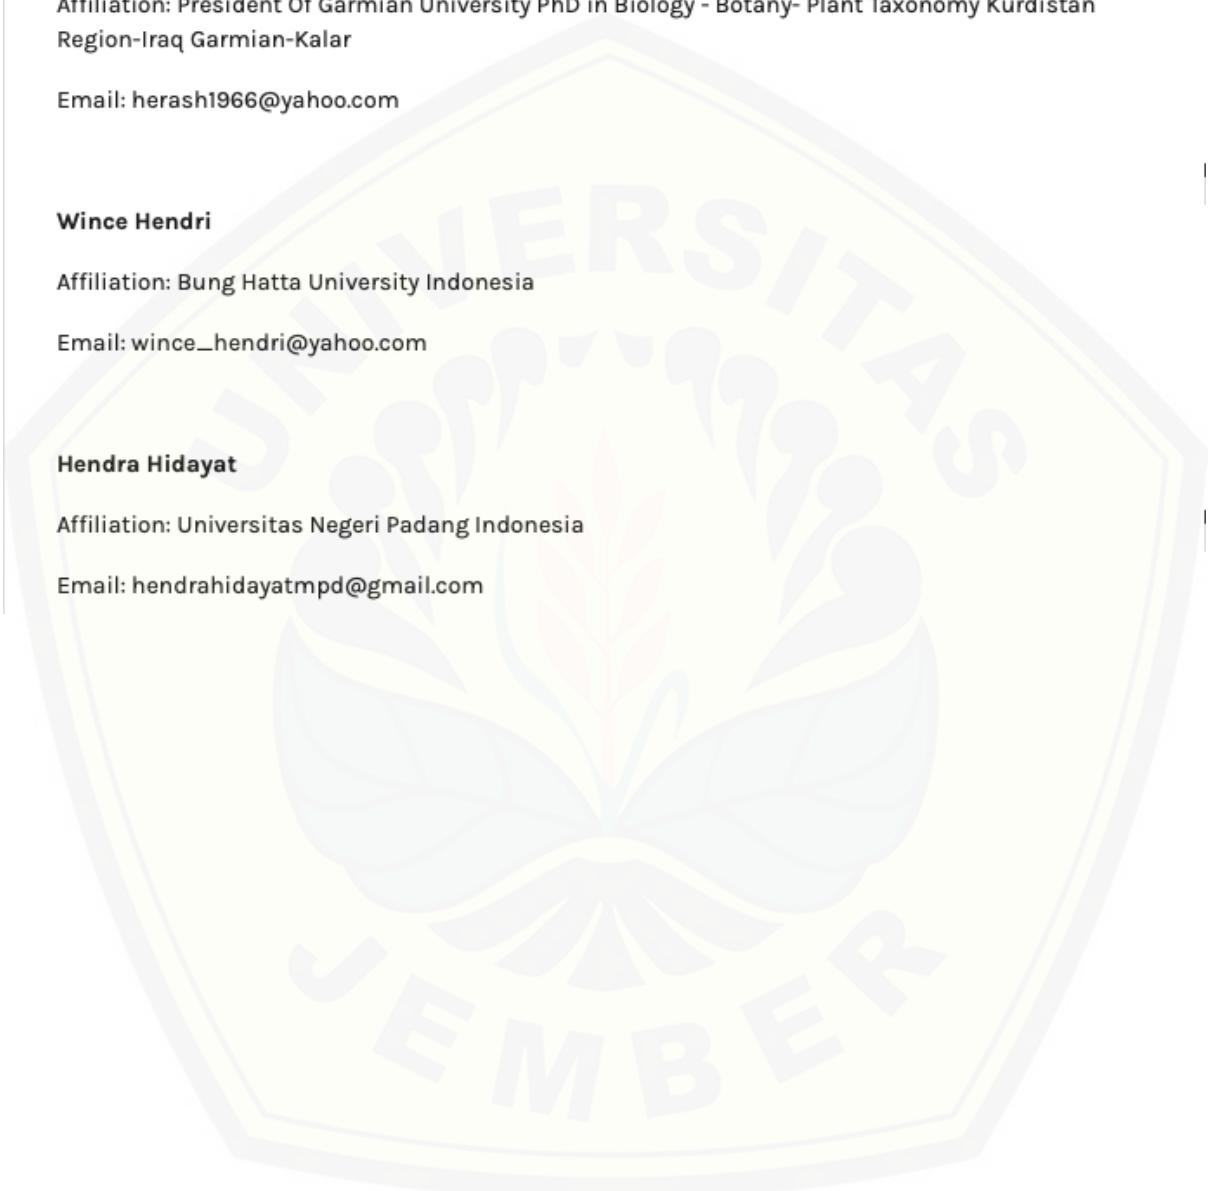 Affiliation: President Of Garmian University PhD in Biology - Botany- Plant Taxonomy Kurdistan
Region-Iraq Garmian-Kalar
Email: herash1966@yahoo.com
Wince Hendri
Affiliation: Bung Hatta University Indonesia
Email: wince_hendri@yahoo.com
Hendra Hidayat
Affiliation: Universitas Negeri Padang Indonesia
Email: hendrahidayatmpd@gmail.com
UNIVERSITAS
JEMBER